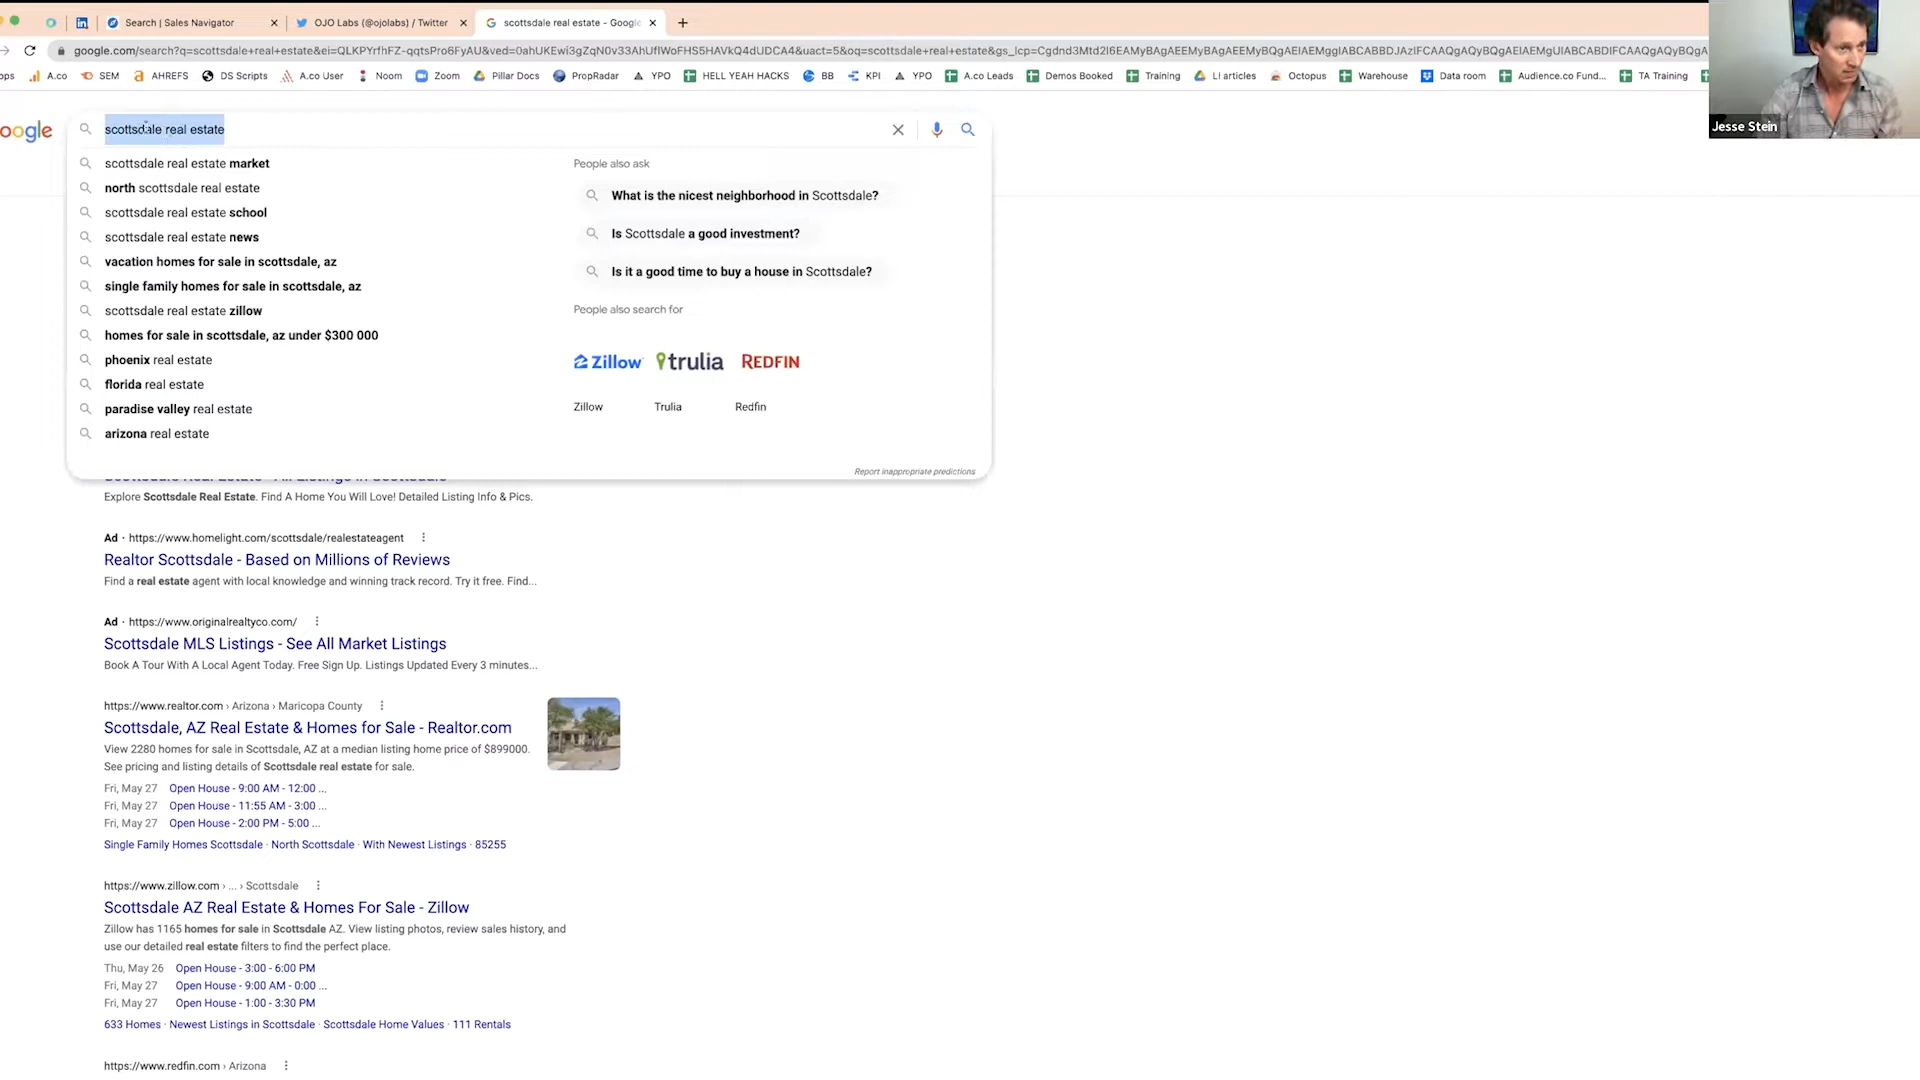 Search | Sales Navigator
OJO Labs (@ojolabs) / Twitter
scottsdale real estate - Google
google.com/search?q=scottsdale+real+estate&ei=QLKPYrfhFZ-qqtsPro6FyAU&ved=0ahUKEwi3gZqN0v33AhUfIWoFHS5HAVkQ4dUDCA4&uact=5&oq=scottsdale+real+estate&gs_lcp=
A.co
SEM
AHREFS
DS Scripts
A.co User
Noom
Zoom
Pillar Docs
PropRadar
YPO
HELL YEAH HACKS
BB
KPI
YPO
A.co Leads
Demos Booked
Training
LI articles
Octopus
Warehouse
Data room
Audience.co Fund...
TA Training
Jesse Stein
oogle
scottsdale real estate
scottsdale real estate market
north scottsdale real estate
scottsdale real estate school
scottsdale real estate news
vacation homes for sale in scottsdale, az
single family homes for sale in scottsdale, az
scottsdale real estate zillow
homes for sale in scottsdale, az under $300 000
phoenix real estate
florida real estate
paradise valley real estate
arizona real estate
People also ask
What is the nicest neighborhood in Scottsdale?
Is Scottsdale a good investment?
Is it a good time to buy a house in Scottsdale?
People also search for
Zillow trulia REDFIN
Zillow Trulia Redfin
Report inappropriate predictions
Explore Scottsdale Real Estate. Find A Home You Will Love! Detailed Listing Info & Pics.
Ad · https://www.homelight.com/scottsdale/realestateagent
Realtor Scottsdale - Based on Millions of Reviews
Find a real estate agent with local knowledge and winning track record. Try it free. Find...
Ad · https://www.originalrealtyco.com/
Scottsdale MLS Listings - See All Market Listings
Book A Tour With A Local Agent Today. Free Sign Up. Listings Updated Every 3 minutes...
https://www.realtor.com › Arizona › Maricopa County
Scottsdale, AZ Real Estate & Homes for Sale - Realtor.com
View 2280 homes for sale in Scottsdale, AZ at a median listing home price of $899000.
See pricing and listing details of Scottsdale real estate for sale.
Fri, May 27 Open House - 9:00 AM - 12:00 ...
Fri, May 27 Open House - 11:55 AM - 3:00 ...
Fri, May 27 Open House - 2:00 PM - 5:00 ...
Single Family Homes Scottsdale · North Scottsdale · With Newest Listings · 85255
https://www.zillow.com › ... › Scottsdale
Scottsdale AZ Real Estate & Homes For Sale - Zillow
Zillow has 1165 homes for sale in Scottsdale AZ. View listing photos, review sales history, and
use our detailed real estate filters to find the perfect place.
Thu, May 26 Open House - 3:00 - 6:00 PM
Fri, May 27 Open House - 9:00 AM - 0:00 ...
Fri, May 27 Open House - 1:00 - 3:30 PM
633 Homes · Newest Listings in Scottsdale · Scottsdale Home Values · 111 Rentals
https://www.redfin.com › Arizona